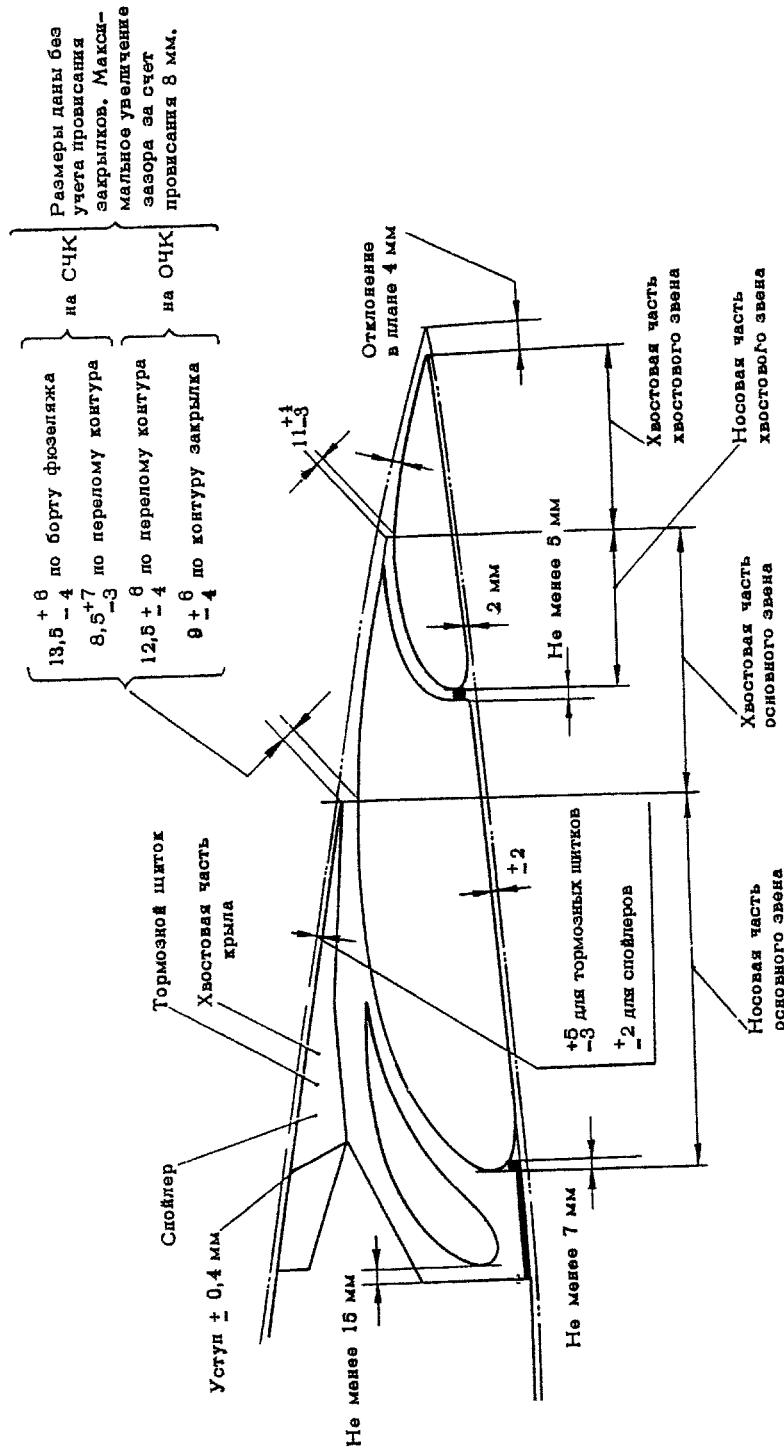 Размеры даны без
учета провисания
закрылков. Макси-
мальное увеличение
зазора за счет
провисания 8 мм.
на СЧК
на ОЧК
13,5 + 6 - 4 по борту фюзеляжа
8,5 +7 -3 по перелому контура
12,5 + 6 - 4 по перелому контура
9 + 6 - 4 по контуру закрылка
11 +4 -3
Отклонение
в плане 4 мм
Тормозной щиток
Хвостовая часть
крыла
Спойлер
Уступ ± 0,4 мм
Не менее 15 мм
Не менее 7 мм
+5 -3 для тормозных щитков
± 2 для спойлеров
± 2
2 мм
Не менее 5 мм
Хвостовая часть
хвостового звена
Носовая часть
хвостового звена
Хвостовая часть
основного звена
Носовая часть
основного звена